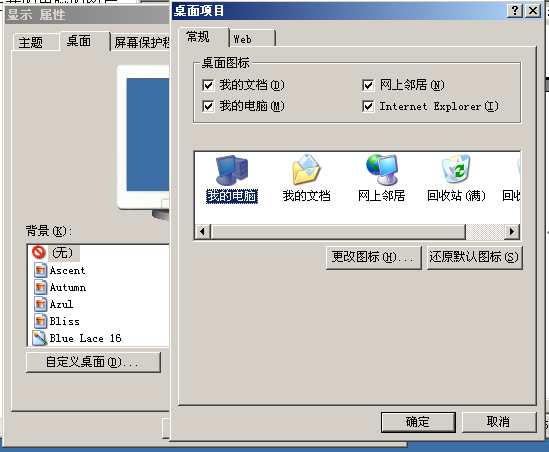 显示 属性
桌面项目
主题
桌面
屏幕保护程
常规
Web
桌面图标
我的文档(D)
网上邻居(N)
我的电脑(M)
Internet Explorer(I)
我的电脑
我的文档
网上邻居
回收站(满)
回收
更改图标(H)...
还原默认图标(S)
背景(K):
(无)
Ascent
Autumn
Azul
Bliss
Blue Lace 16
自定义桌面(D)...
确定
取消